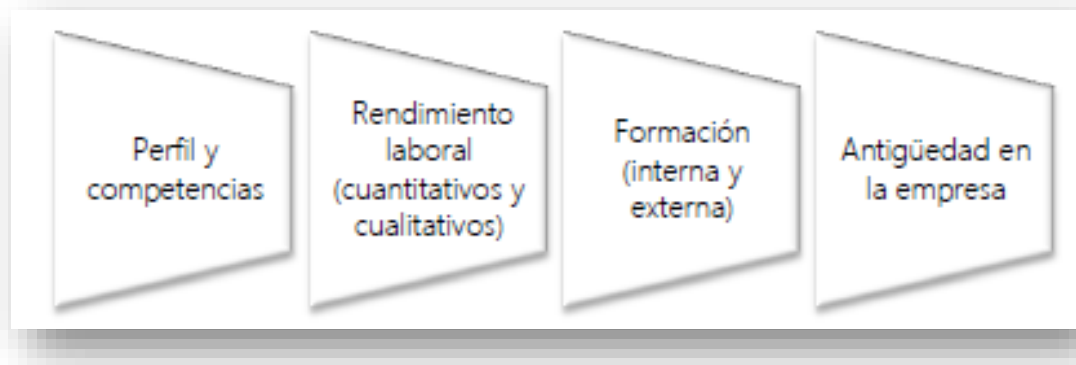 Perfil y
competencias
Rendimiento
laboral
(cuantitativos y
cualitativos)
Formación
(interna y
externa)
Antigüedad en
la empresa